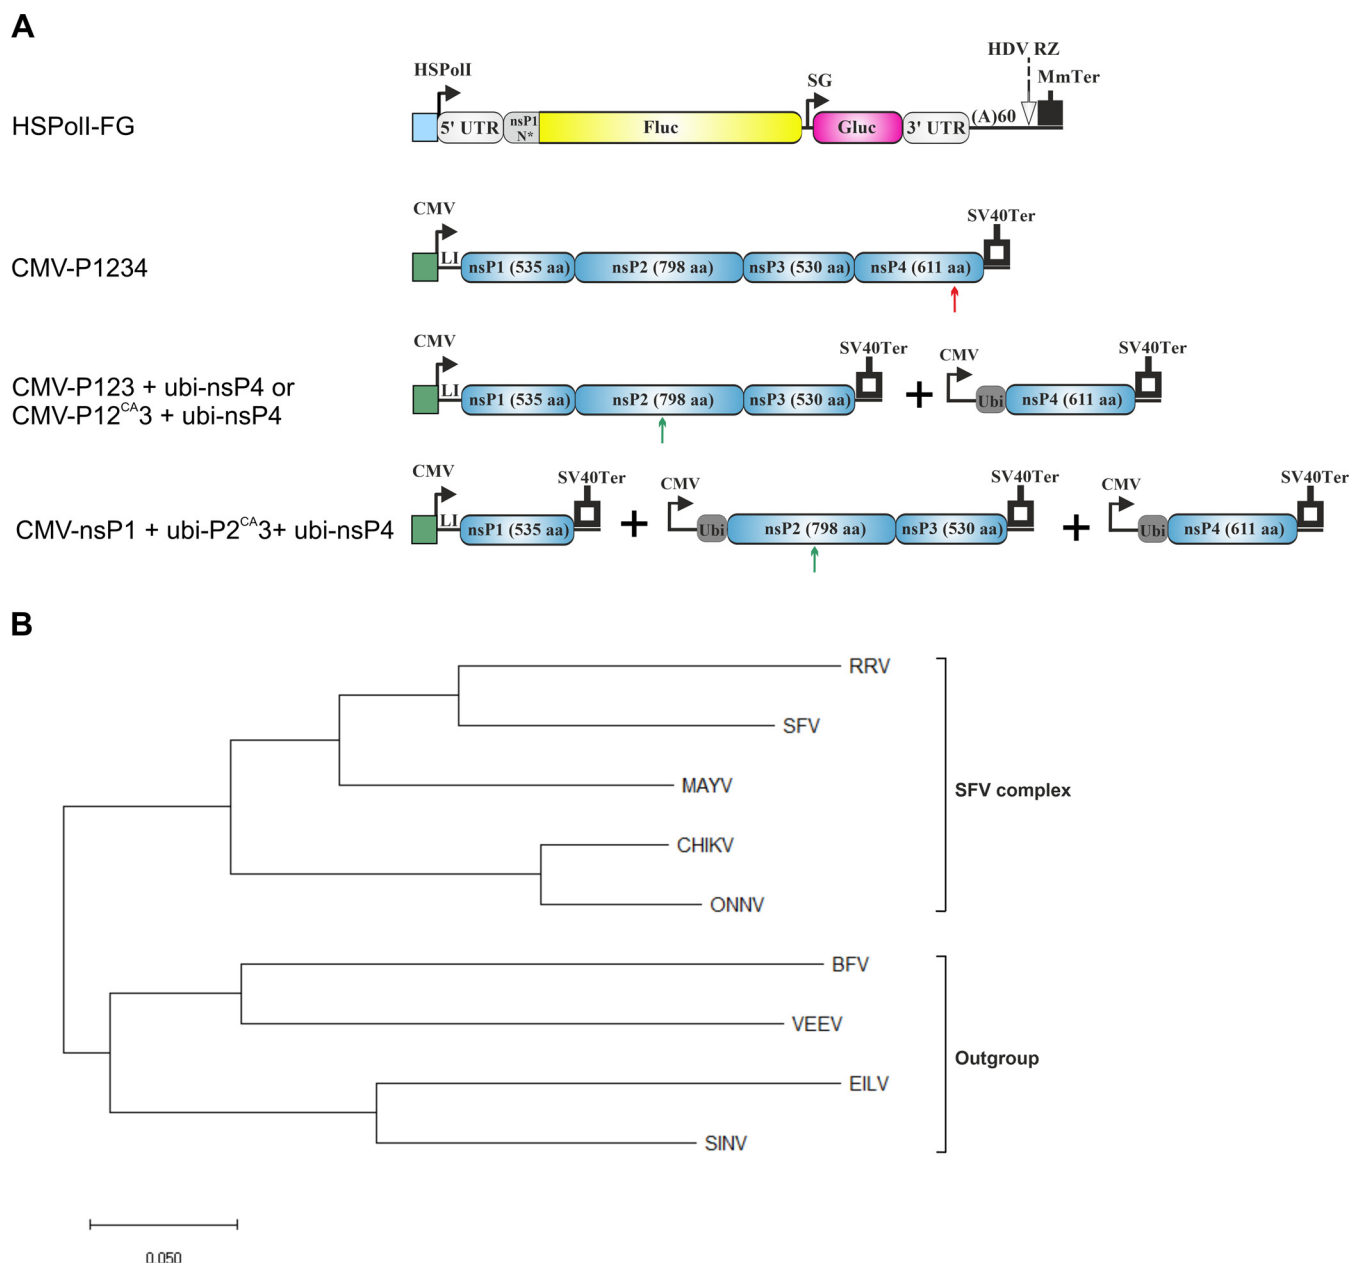 A
HSPolI-FG
HSPolI
5' UTR
nsP1
N*
Fluc
SG
Gluc
3' UTR
(A)60
HDV RZ
MmTer
CMV-P1234
CMV
LI
nsP1 (535 aa)
nsP2 (798 aa)
nsP3 (530 aa)
nsP4 (611 aa)
SV40Ter
CMV-P123 + ubi-nsP4 or
CMV-P12CA3 + ubi-nsP4
CMV
LI
nsP1 (535 aa)
nsP2 (798 aa)
nsP3 (530 aa)
SV40Ter
+
CMV
Ubi
nsP4 (611 aa)
SV40Ter
CMV-nsP1 + ubi-P2CA3+ ubi-nsP4
CMV
LI
nsP1 (535 aa)
SV40Ter
+
CMV
Ubi
nsP2 (798 aa)
nsP3 (530 aa)
SV40Ter
+
CMV
Ubi
nsP4 (611 aa)
SV40Ter
B
RRV
SFV
MAYV
CHIKV
ONNV
SFV complex
BFV
VEEV
EILV
SINV
Outgroup
0.050